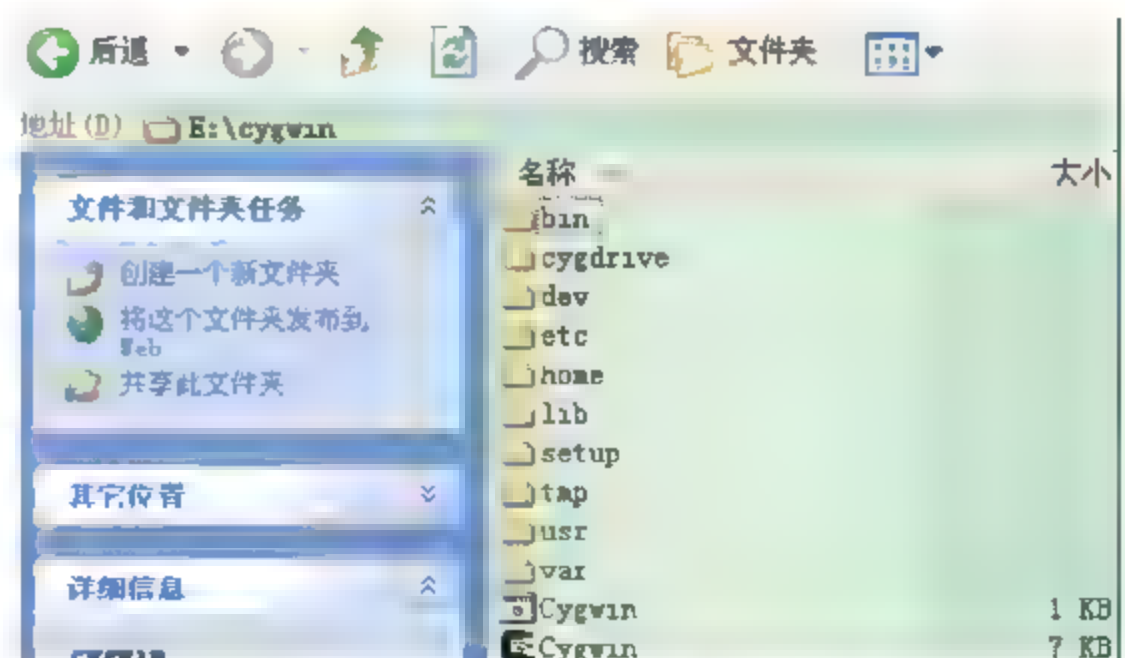 后退 搜索 文件夹
地址(D) E:\cygwin
名称 大小
文件和文件夹任务
创建一个新文件夹
将这个文件夹发布到
Web
共享此文件夹
其它位置
详细信息
bin
cygdrive
dev
etc
home
lib
setup
tmp
usr
var
Cygwin 1 KB
Cygwin 7 KB